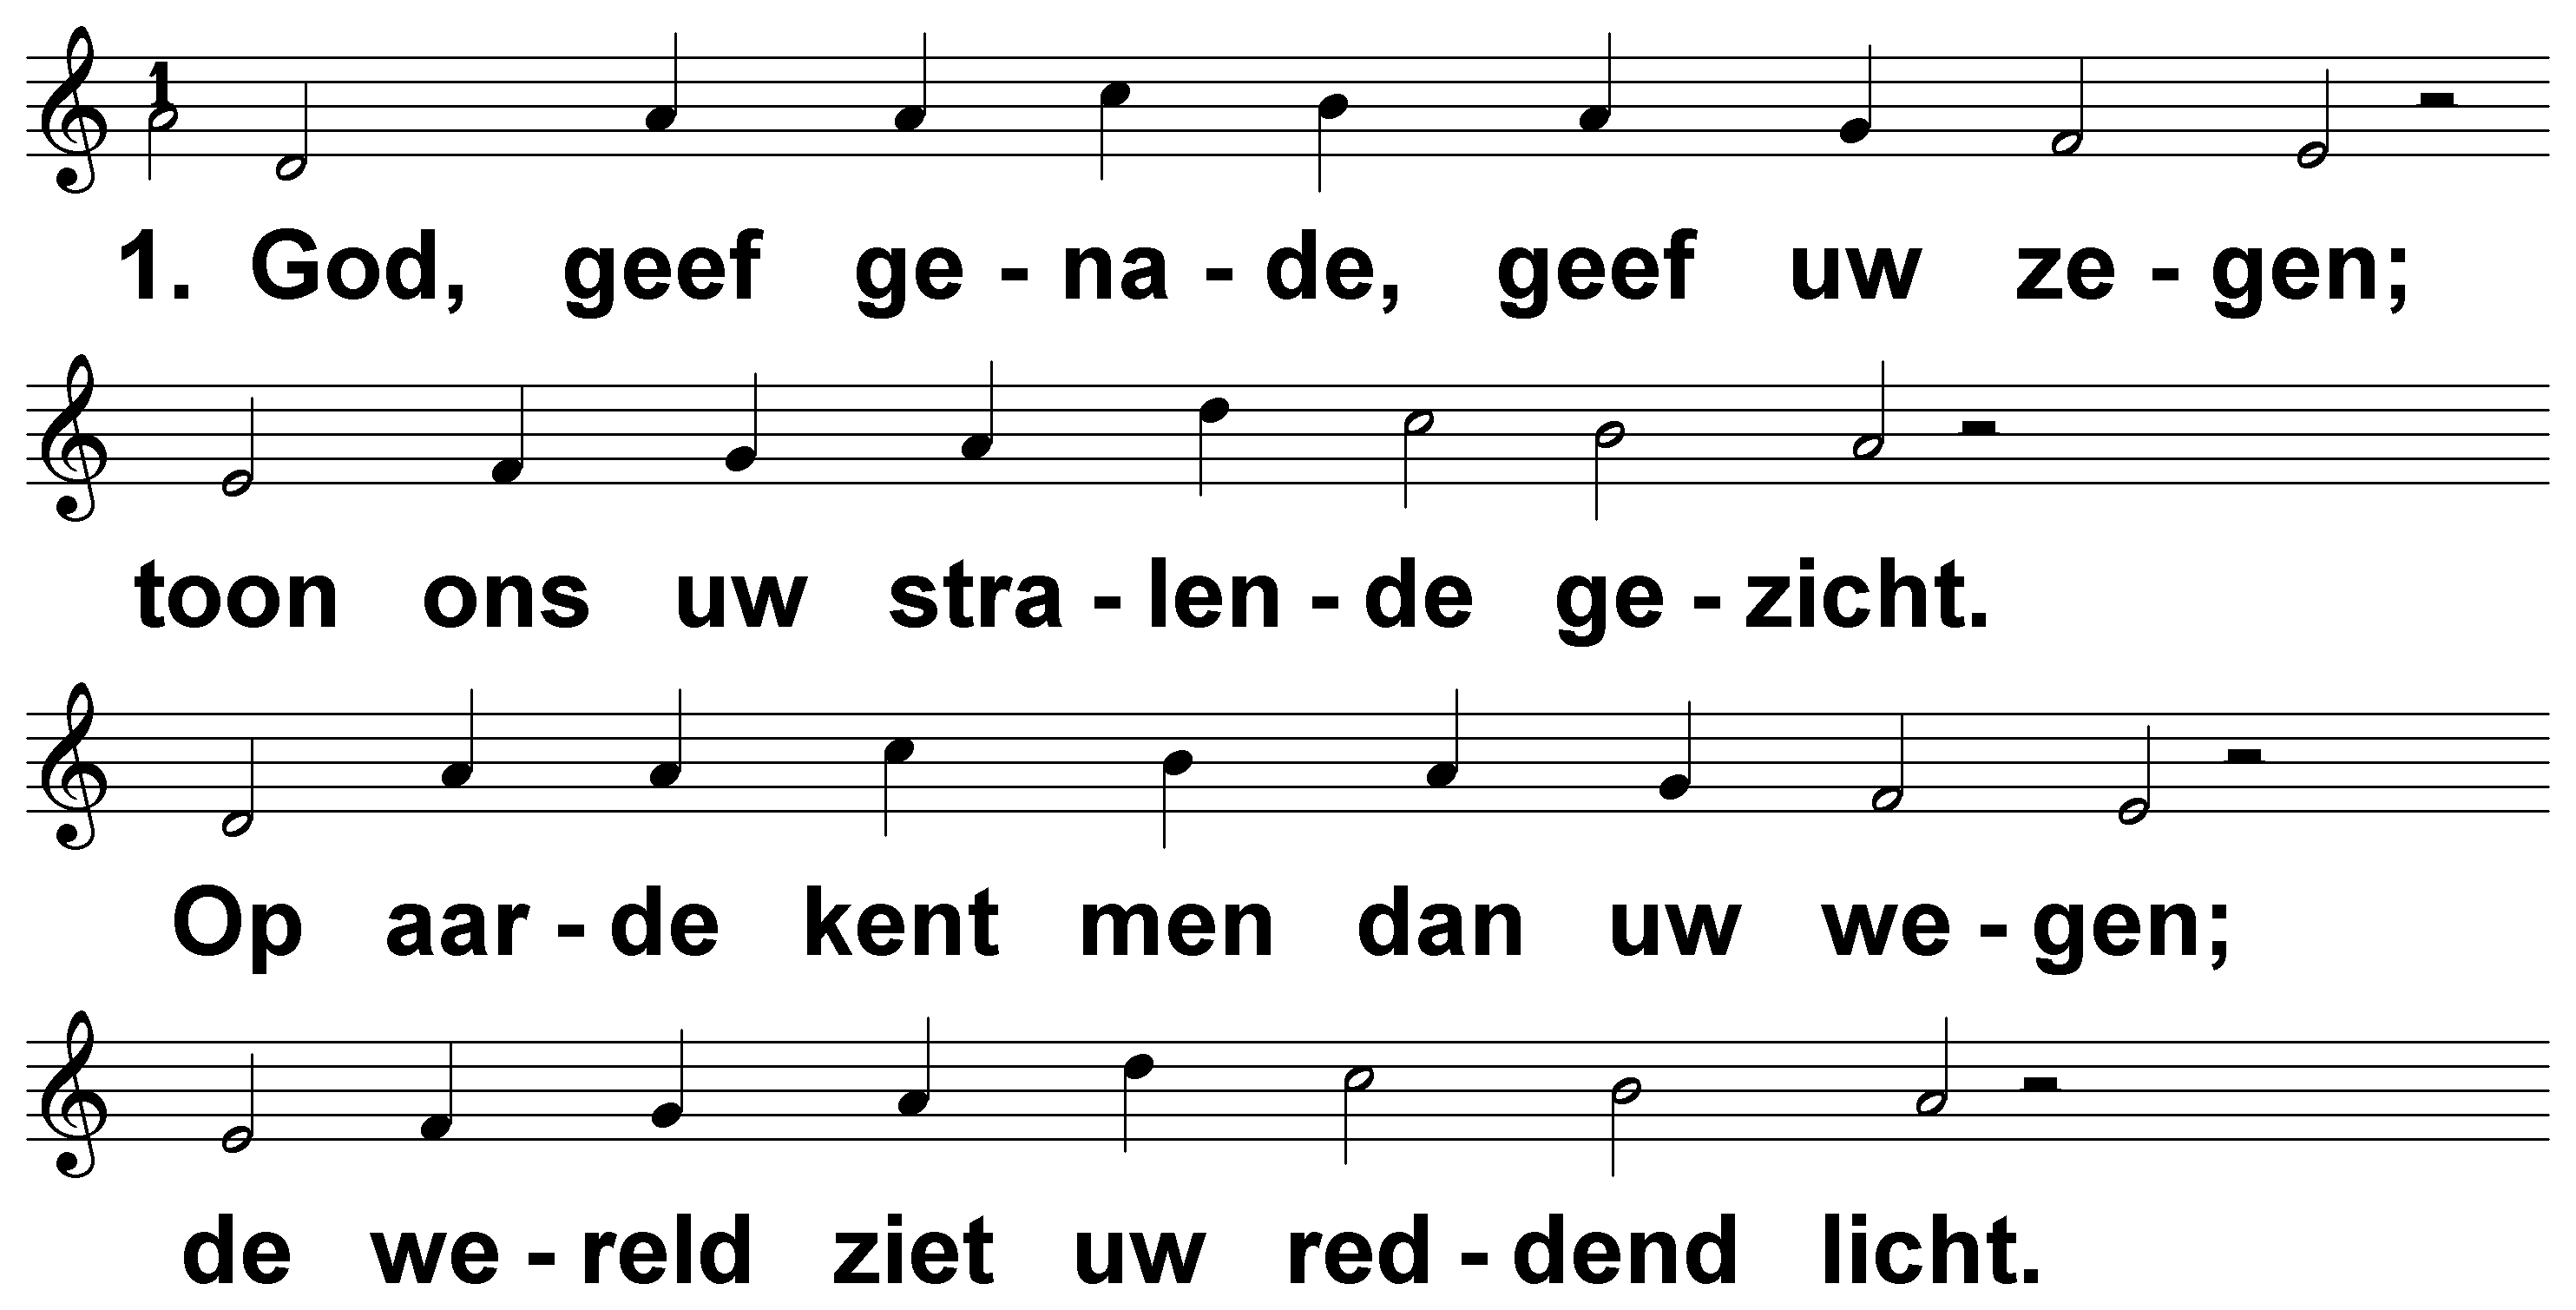 1
1. God, geef ge - na - de, geef uw ze - gen;
toon ons uw stra - len - de ge - zicht.
Op aar - de kent men dan uw we - gen;
de we - reld ziet uw red - dend licht.